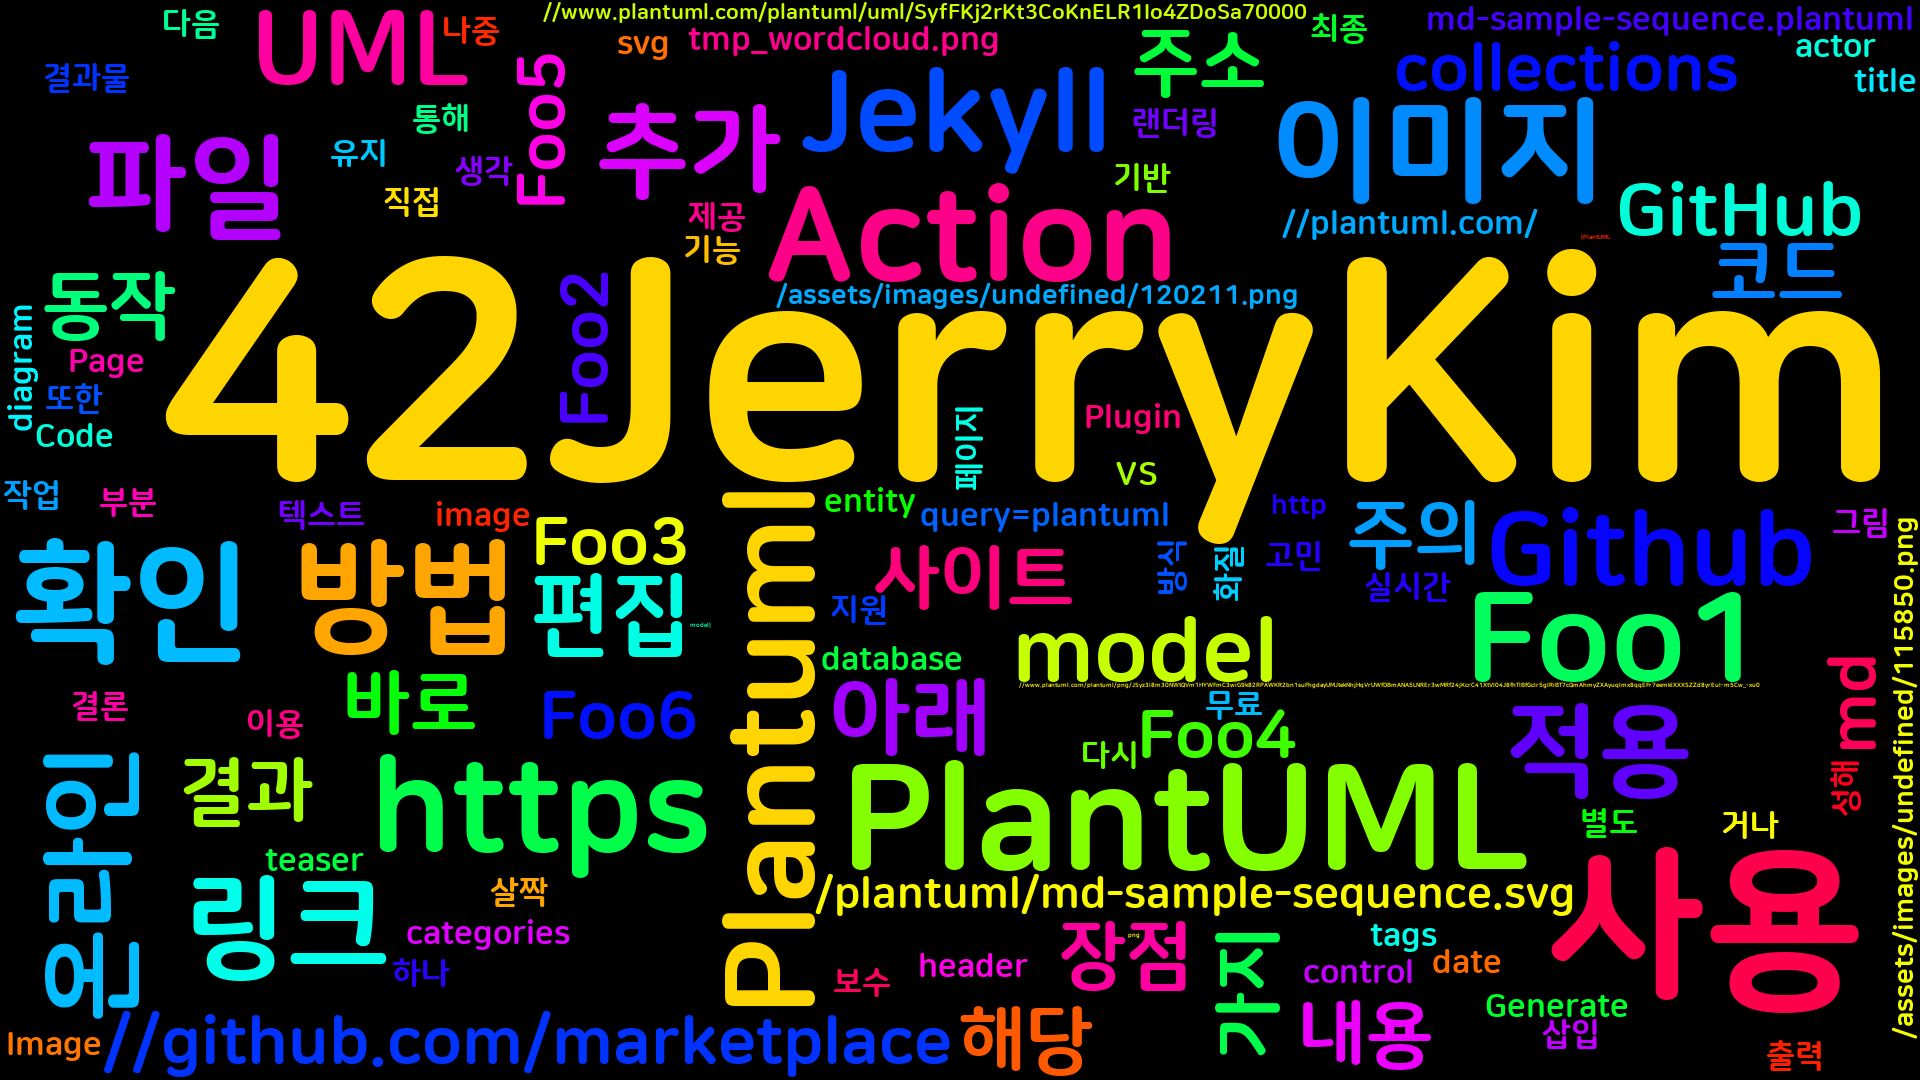 //www.plantuml.com/plantuml/uml/SyfFKj2rKt3CoKnELR1Io4ZDoSa70000
다음
UML
나중
svg
tmp_wordcloud.png
주소
최종
md-sample-sequence.plantuml
actor
결과물
Foo5
Jekyll
collections
title
통해
추가
랜더링
이미지
파일
유지
생각
기반
직접
제공
Action
//plantuml.com/
GitHub
기능
코드
동작
42JerryKim
Foo2
/assets/images/undefined/120211.png
diagram
Page
또한
Code
페이지
Plugin
VS
작업
부분
텍스트
image
Plantuml
entity
query=plantuml
http
주의
Github
그림
확인
방법
Foo3
사이트
방식
화질
고민
실시간
/assets/images/undefined/115850.png
편집
model
지원
model
Foo1
database
결론
이용
바로
Foo6
아래
무료
Foo4
다시
적용
md
온라인
결과
https
PlantUML
성해
별도
거나
teaser
링크
살짝
/plantuml/md-sample-sequence.svg
사용
categories
하나
보수
header
장점
png
가지
tags
control
date
Image
//github.com/marketplace
해당
내용
Generate
삽입
출력